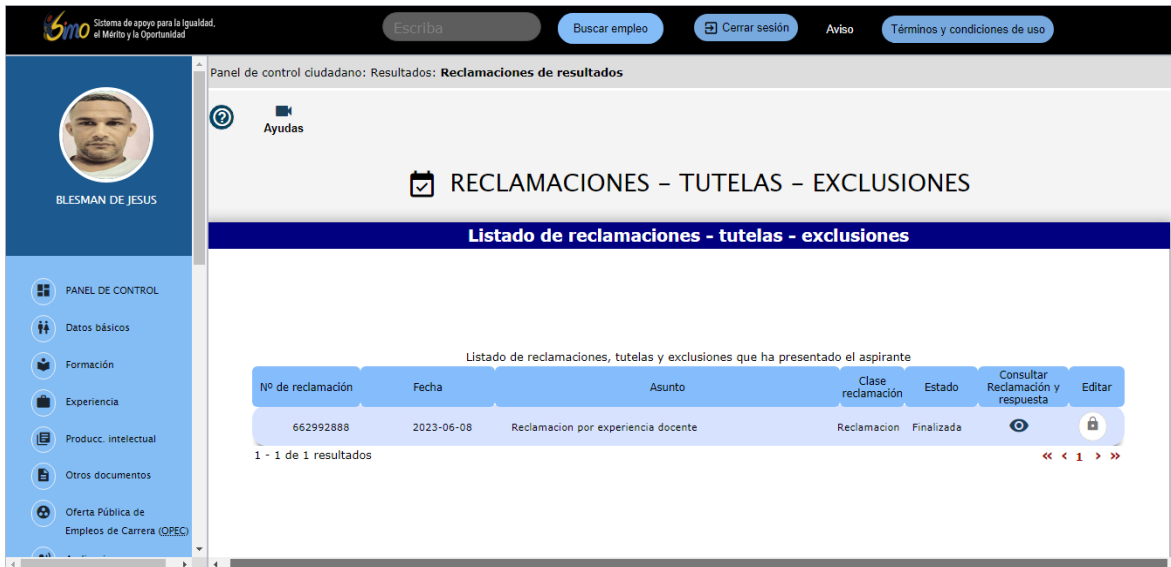 Simo Sistema de apoyo para la Igualdad,
el Mérito y la Oportunidad
Escriba
Buscar empleo
Cerrar sesión
Aviso
Términos y condiciones de uso
Panel de control ciudadano: Resultados: Reclamaciones de resultados
Ayudas
BLESMAN DE JESUS
RECLAMACIONES – TUTELAS – EXCLUSIONES
Listado de reclamaciones - tutelas - exclusiones
PANEL DE CONTROL
Datos básicos
Formación
Experiencia
Producc. intelectual
Otros documentos
Oferta Pública de
Empleos de Carrera (OPEC)
Listado de reclamaciones, tutelas y exclusiones que ha presentado el aspirante
Nº de reclamación Fecha Asunto Clase reclamación Estado Consultar Reclamación y respuesta Editar
662992888 2023-06-08 Reclamacion por experiencia docente Reclamacion Finalizada
1 - 1 de 1 resultados
« ‹ 1 › »